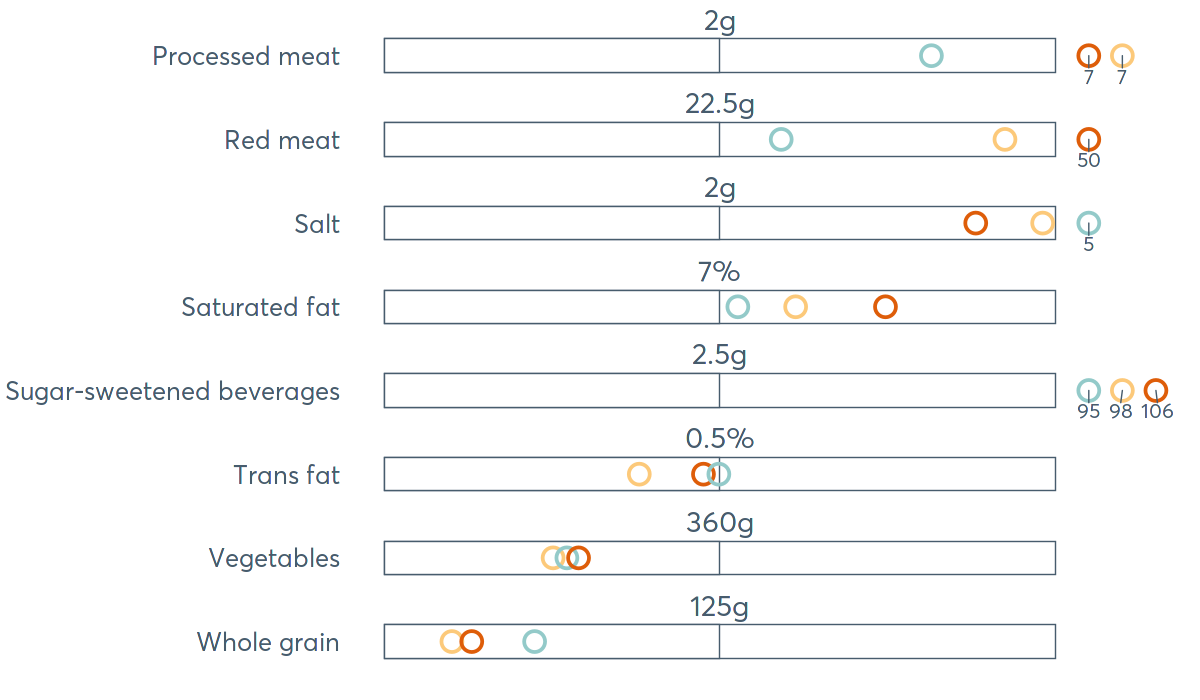 2g
Processed meat
7 7
22.5g
Red meat
50
2g
Salt
5
7%
Saturated fat
2.5g
Sugar-sweetened beverages
95 98 106
0.5%
Trans fat
360g
Vegetables
125g
Whole grain